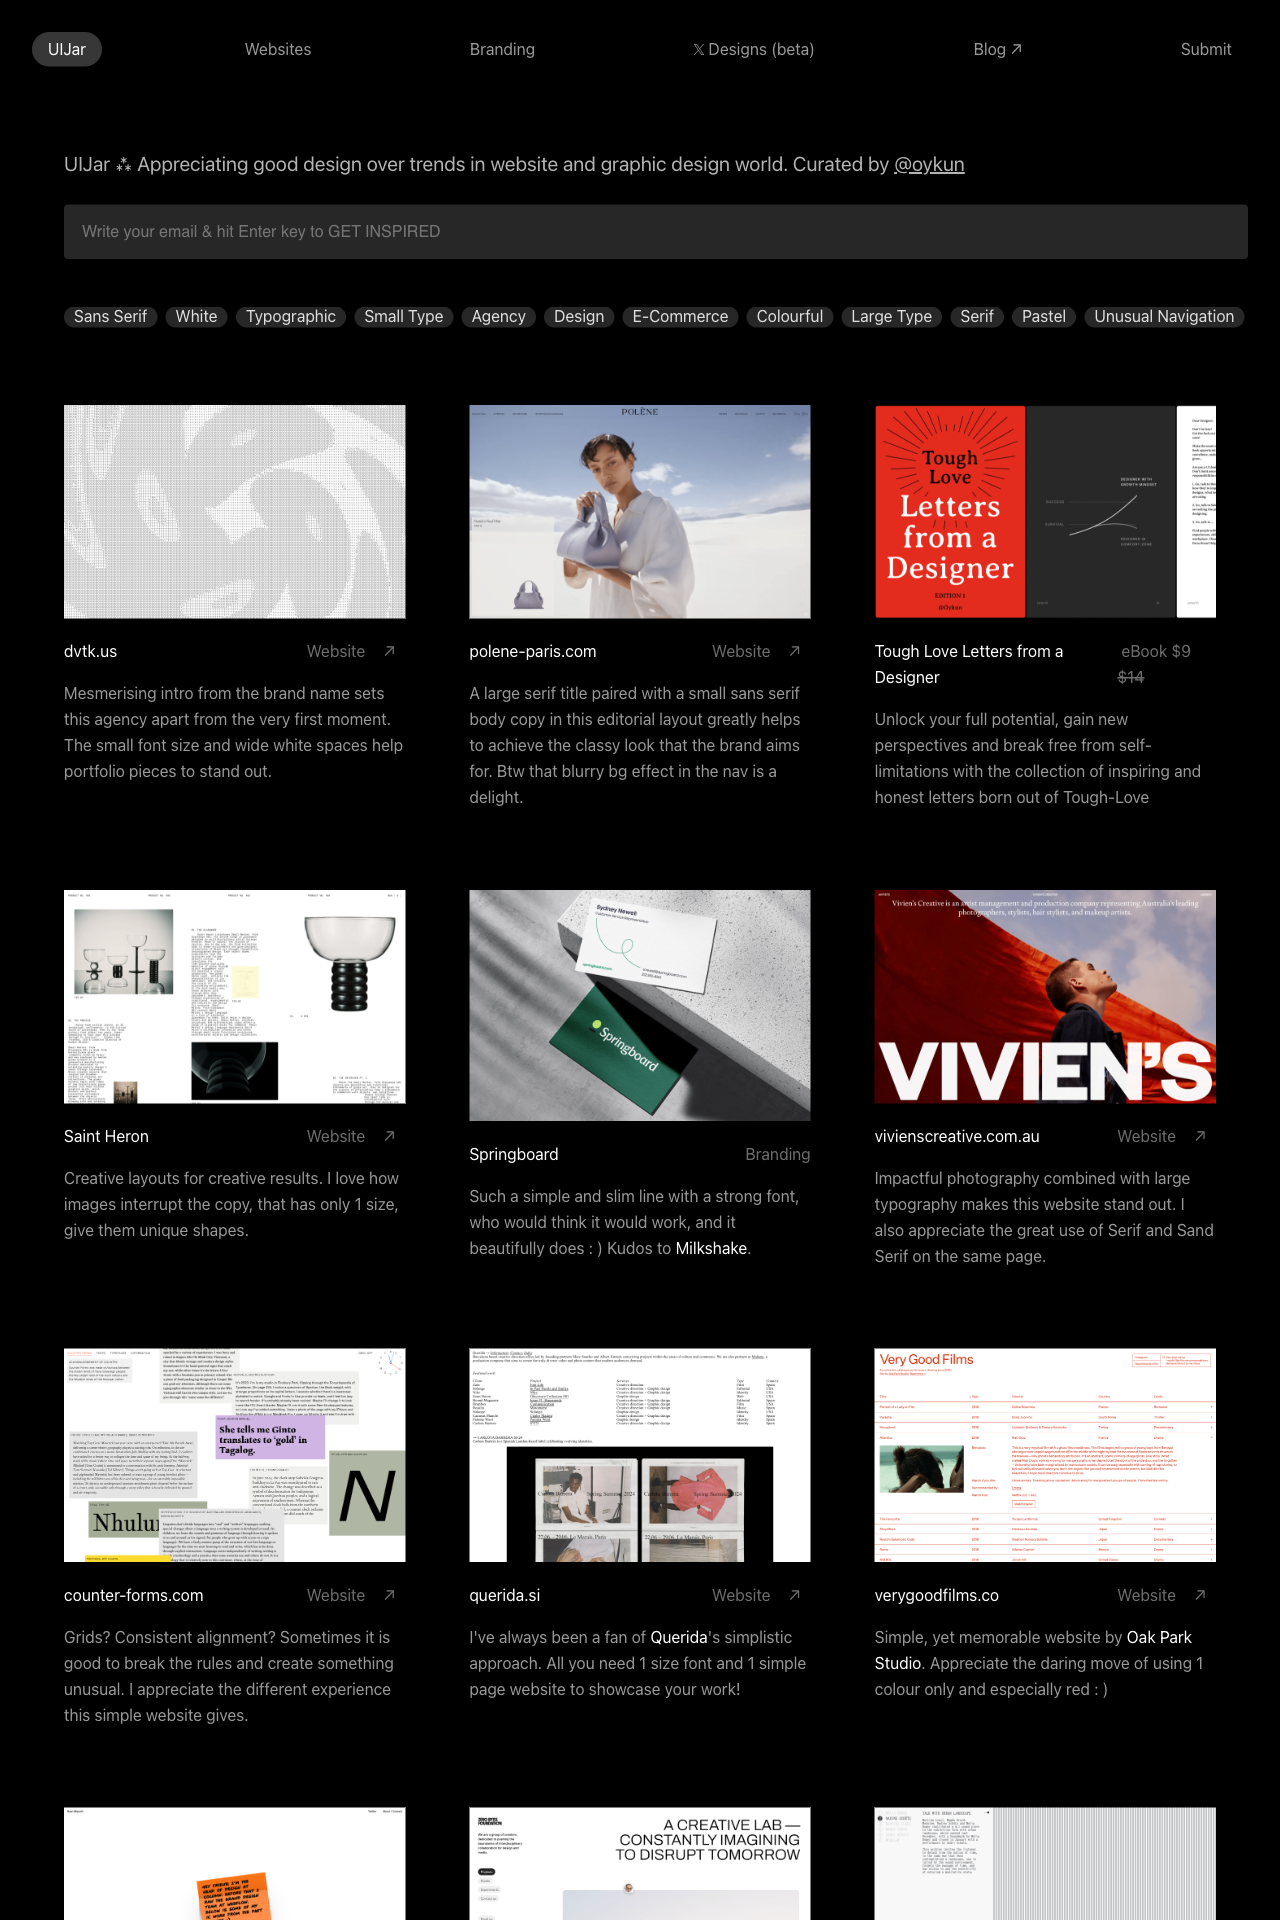 UIJar
Websites
Branding
𝕏 Designs (beta)
Blog ↗
Submit
UIJar ⁂ Appreciating good design over trends in website and graphic design world. Curated by @oykun
Write your email & hit Enter key to GET INSPIRED
Sans Serif
White
Typographic
Small Type
Agency
Design
E-Commerce
Colourful
Large Type
Serif
Pastel
Unusual Navigation
POLÈNE
Tough
Love
Letters
from a
Designer
EDITION 1
@Oykun
dvtk.us
Website ↗
Mesmerising intro from the brand name sets
this agency apart from the very first moment.
The small font size and wide white spaces help
portfolio pieces to stand out.
polene-paris.com
Website ↗
A large serif title paired with a small sans serif
body copy in this editorial layout greatly helps
to achieve the classy look that the brand aims
for. Btw that blurry bg effect in the nav is a
delight.
Tough Love Letters from a
Designer
eBook $9
$14
Unlock your full potential, gain new
perspectives and break free from self-
limitations with the collection of inspiring and
honest letters born out of Tough-Love
Sydney Newell
Springboard
Vivien's Creative is an artist management and production company representing Australia's leading
photographers, stylists, hair stylists, and makeup artists.
VIVIEN'S
Saint Heron
Website ↗
Creative layouts for creative results. I love how
images interrupt the copy, that has only 1 size,
give them unique shapes.
Springboard
Branding
Such a simple and slim line with a strong font,
who would think it would work, and it
beautifully does : ) Kudos to Milkshake.
vivienscreative.com.au
Website ↗
Impactful photography combined with large
typography makes this website stand out. I
also appreciate the great use of Serif and Sand
Serif on the same page.
She tells me Ginto
translates to 'gold' in
Tagalog.
Nhulu
N
Very Good Films
counter-forms.com
Website ↗
Grids? Consistent alignment? Sometimes it is
good to break the rules and create something
unusual. I appreciate the different experience
this simple website gives.
querida.si
Website ↗
I've always been a fan of Querida's simplistic
approach. All you need 1 size font and 1 simple
page website to showcase your work!
verygoodfilms.co
Website ↗
Simple, yet memorable website by Oak Park
Studio. Appreciate the daring move of using 1
colour only and especially red : )
A CREATIVE LAB —
CONSTANTLY IMAGINING
TO DISRUPT TOMORROW